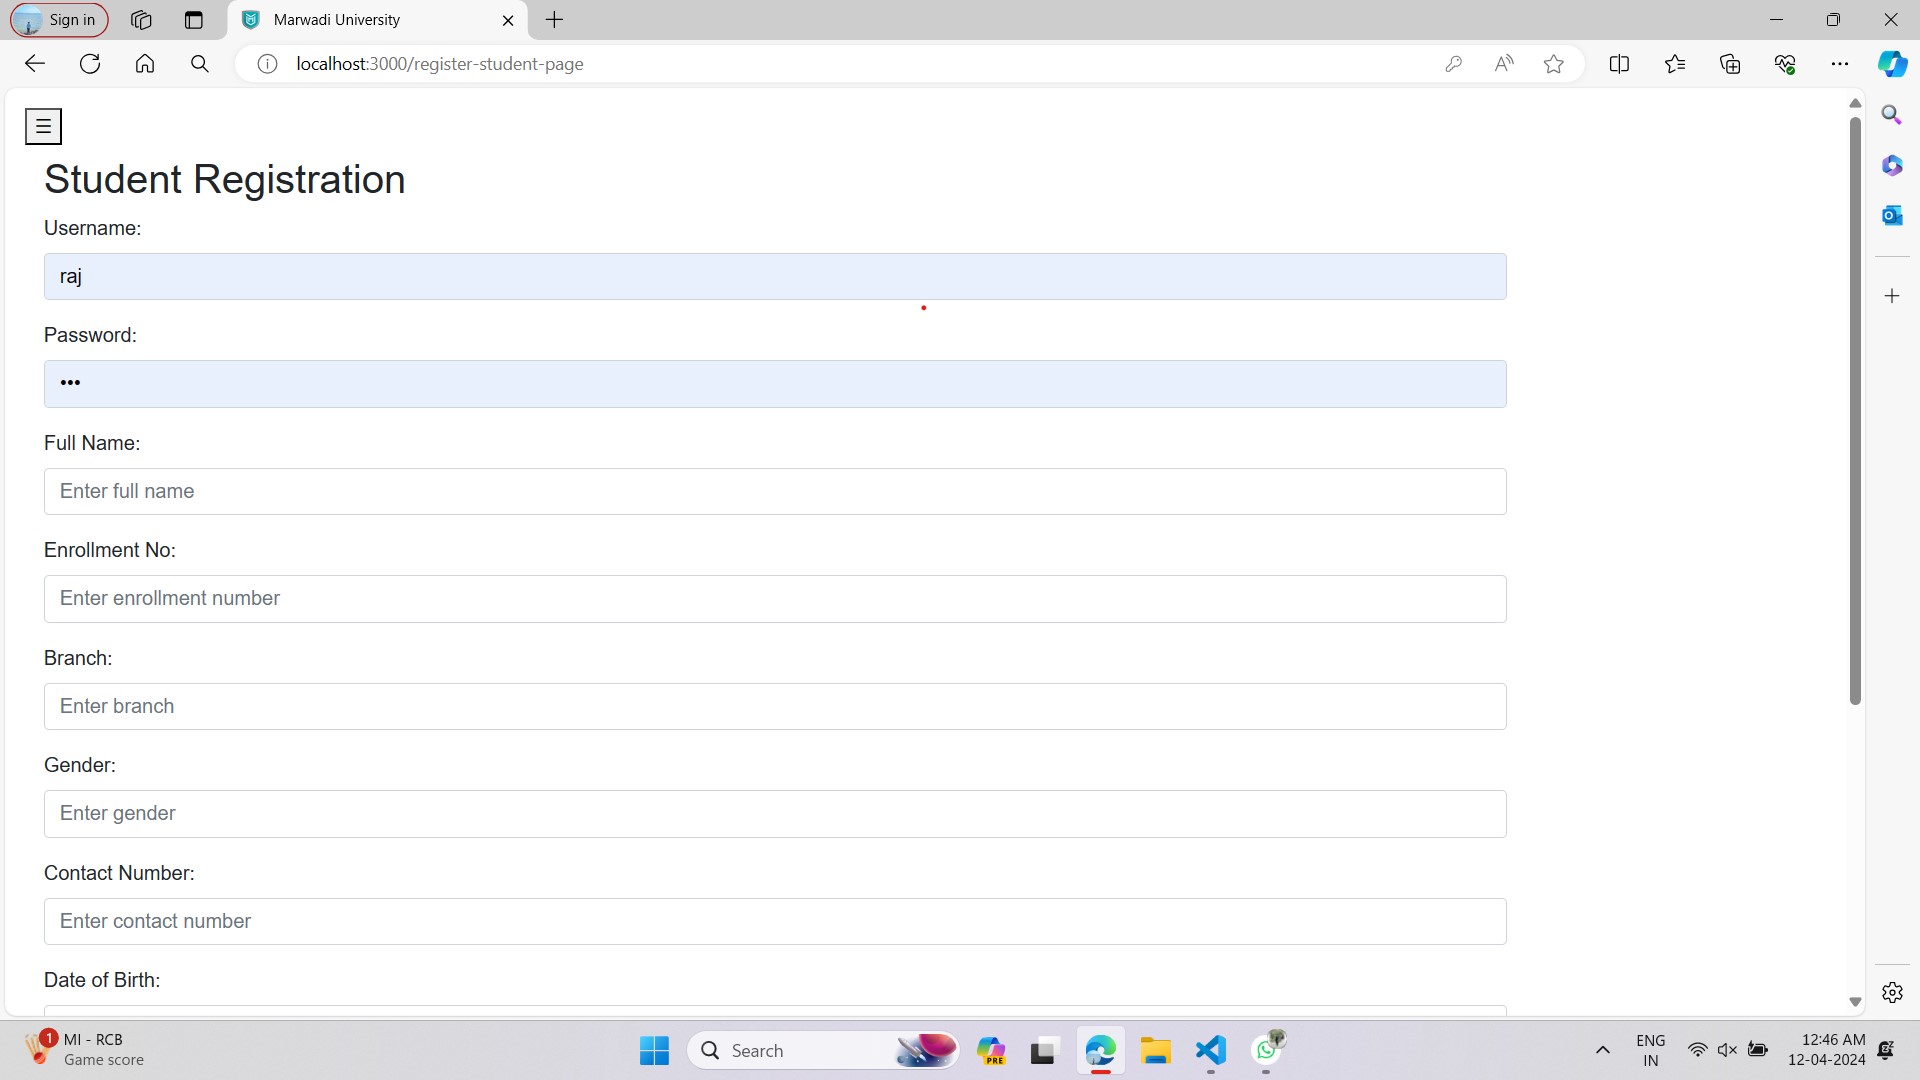 Sign in
Marwadi University
localhost:3000/register-student-page
☰
Student Registration
Username:
raj
Password:
•••
Full Name:
Enter full name
Enrollment No:
Enter enrollment number
Branch:
Enter branch
Gender:
Enter gender
Contact Number:
Enter contact number
Date of Birth:
1
MI - RCB
Game score
Search
PRE
ENG
IN
12:46 AM
12-04-2024